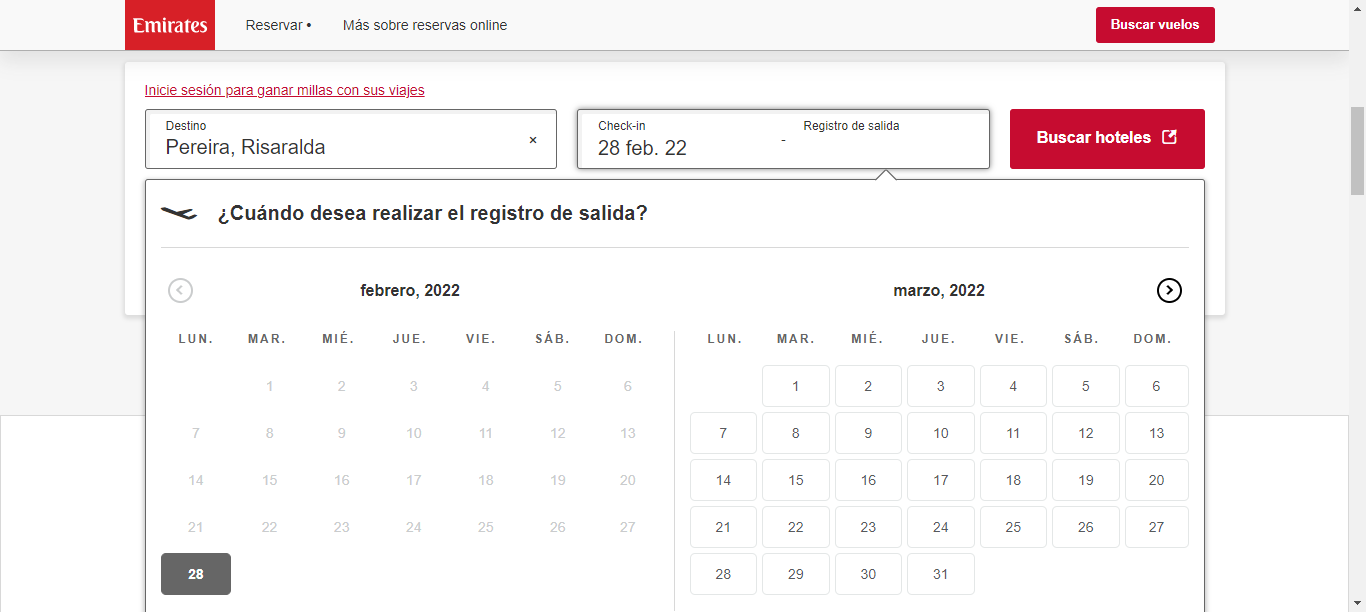 Emirates Reservar • Más sobre reservas online Buscar vuelos
Inicie sesión para ganar millas con sus viajes
Destino
Pereira, Risaralda ×
Check-in Registro de salida
28 feb. 22 -
Buscar hoteles
¿Cuándo desea realizar el registro de salida?
febrero, 2022
LUN. MAR. MIÉ. JUE. VIE. SÁB. DOM.
1 2 3 4 5 6
7 8 9 10 11 12 13
14 15 16 17 18 19 20
21 22 23 24 25 26 27
28
marzo, 2022
LUN. MAR. MIÉ. JUE. VIE. SÁB. DOM.
1 2 3 4 5 6
7 8 9 10 11 12 13
14 15 16 17 18 19 20
21 22 23 24 25 26 27
28 29 30 31